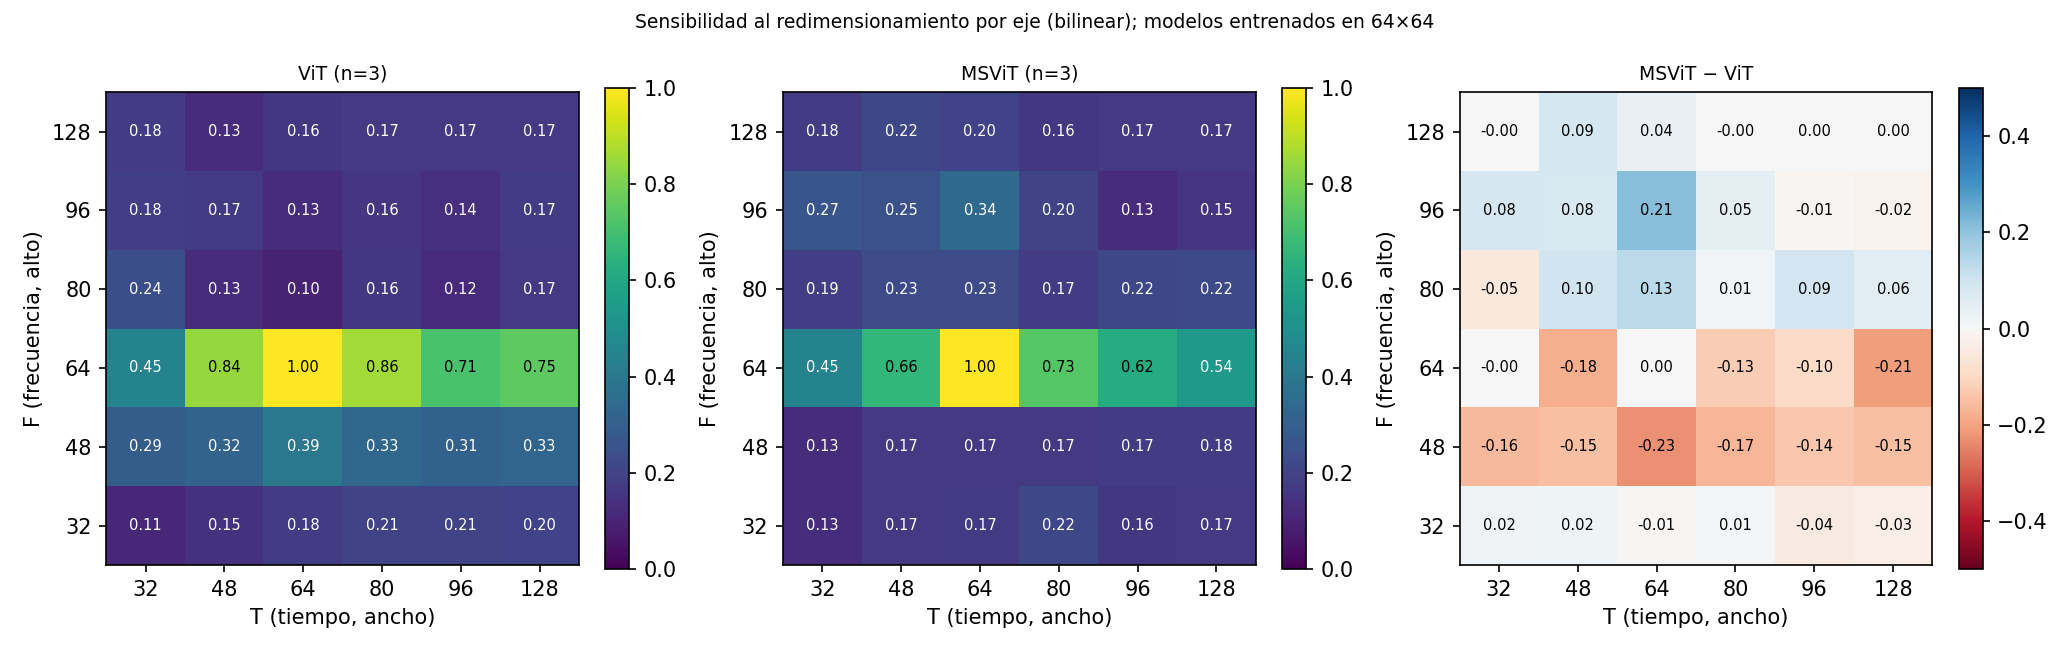 Sensibilidad al redimensionamiento por eje (bilinear); modelos entrenados en 64×64
ViT (n=3)
F (frecuencia, alto)
128 0.18 0.13 0.16 0.17 0.17 0.17
96 0.18 0.17 0.13 0.16 0.14 0.17
80 0.24 0.13 0.10 0.16 0.12 0.17
64 0.45 0.84 1.00 0.86 0.71 0.75
48 0.29 0.32 0.39 0.33 0.31 0.33
32 0.11 0.15 0.18 0.21 0.21 0.20
32 48 64 80 96 128
T (tiempo, ancho)
1.0
0.8
0.6
0.4
0.2
0.0
MSViT (n=3)
F (frecuencia, alto)
128 0.18 0.22 0.20 0.16 0.17 0.17
96 0.27 0.25 0.34 0.20 0.13 0.15
80 0.19 0.23 0.23 0.17 0.22 0.22
64 0.45 0.66 1.00 0.73 0.62 0.54
48 0.13 0.17 0.17 0.17 0.17 0.18
32 0.13 0.17 0.17 0.22 0.16 0.17
32 48 64 80 96 128
T (tiempo, ancho)
1.0
0.8
0.6
0.4
0.2
0.0
MSViT − ViT
F (frecuencia, alto)
128 -0.00 0.09 0.04 -0.00 0.00 0.00
96 0.08 0.08 0.21 0.05 -0.01 -0.02
80 -0.05 0.10 0.13 0.01 0.09 0.06
64 -0.00 -0.18 0.00 -0.13 -0.10 -0.21
48 -0.16 -0.15 -0.23 -0.17 -0.14 -0.15
32 0.02 0.02 -0.01 0.01 -0.04 -0.03
32 48 64 80 96 128
T (tiempo, ancho)
0.4
0.2
0.0
−0.2
−0.4